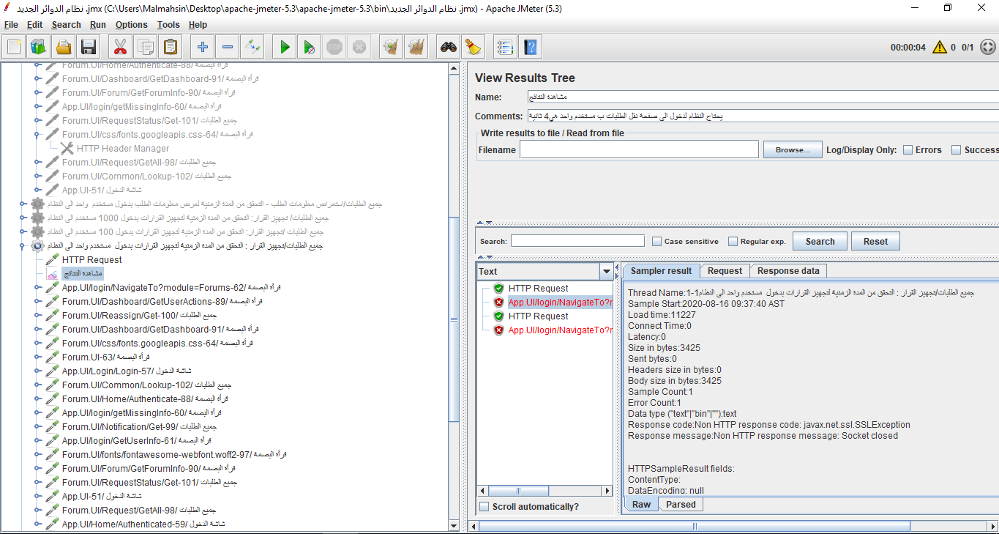 نظام الدوائر الجديد .jmx (C:\Users\Malmahsin\Desktop\apache-jmeter-5.3\apache-jmeter-5.3\bin\نظام الدوائر الجديد .jmx) - Apache JMeter (5.3)
File Edit Search Run Options Tools Help
00:00:04 0 0/1
Forum.UI/Home/Authenticate-88/ قرأة البصمة
Forum.UI/Dashboard/GetDashboard-91/ قرأة البصمة
Forum.UI/Forum/GetForumInfo-90/ قرأة البصمة
App.UI/login/getMissingInfo-60/ قرأة البصمة
Forum.UI/RequestStatus/Get-101/ جميع الطلبات
Forum.UI/css/fonts.googleapis.css-64/ قرأة البصمة
HTTP Header Manager
Forum.UI/Request/GetAll-98/ جميع الطلبات
Forum.UI/Common/Lookup-102/ جميع الطلبات
App.UI-51/ شاشة الدخول
جميع الطلبات/استعراض معلومات الطلب - التحقق من المدة الزمنية لعرض معلومات الطلب بدخول مستخدم واحد الى النظام
جميع الطلبات/ تجهيز القرار: التحقق من المدة الزمنية لتجهيز القرارات بدخول 1000 مستخدم الى النظام
جميع الطلبات /تجهيز القرار: التحقق من المدة الزمنية لتجهيز القرارات بدخول 100 مستخدم الى النظام
جميع الطلبات/تجهيز القرار : التحقق من المدة الزمنية لتجهيز القرارات بدخول مستخدم واحد الى النظام
HTTP Request
مشاهدة النتائج
App.UI/login/NavigateTo?module=Forums-62/ قرأة البصمة
Forum.UI/Dashboard/GetUserActions-89/ قرأة البصمة
Forum.UI/Reassign/Get-100/ جميع الطلبات
Forum.UI/Dashboard/GetDashboard-91/ قرأة البصمة
Forum.UI/css/fonts.googleapis.css-64/ قرأة البصمة
Forum.UI-63/ قرأة البصمة
App.UI/Login/Login-57/ شاشة الدخول
Forum.UI/Common/Lookup-102/ جميع الطلبات
Forum.UI/Home/Authenticate-88/ قرأة البصمة
App.UI/login/getMissingInfo-60/ قرأة البصمة
Forum.UI/Notification/Get-99/ جميع الطلبات
App.UI/login/GetUserInfo-61/ قرأة البصمة
Forum.UI/fonts/fontawesome-webfont.woff2-97/ قرأة البصمة
Forum.UI/Forum/GetForumInfo-90/ قرأة البصمة
Forum.UI/RequestStatus/Get-101/ جميع الطلبات
App.UI-51/ شاشة الدخول
Forum.UI/Request/GetAll-98/ جميع الطلبات
App.UI/Home/Authenticated-59/ شاشة الدخول
View Results Tree
Name: مشاهدة النتائج
Comments: يحتاج النظام لدخول الى صفحة نقل الطلبات ب مستخدم واحد هي4 ثانية
Write results to file / Read from file
Filename Browse... Log/Display Only: Errors Success
Search: Case sensitive Regular exp. Search Reset
Text
HTTP Request
App.UI/login/NavigateTo?
HTTP Request
App.UI/login/NavigateTo?
Scroll automatically?
Sampler result Request Response data
Thread Name:جميع الطلبات/تجهيز القرار : التحقق من المدة الزمنية لتجهيز القرارات بدخول مستخدم واحد الى النظام1-1
Sample Start:2020-08-16 09:37:40 AST
Load time:11227
Connect Time:0
Latency:0
Size in bytes:3425
Sent bytes:0
Headers size in bytes:0
Body size in bytes:3425
Sample Count:1
Error Count:1
Data type ("text"|"bin"|""):text
Response code:Non HTTP response code: javax.net.ssl.SSLException
Response message:Non HTTP response message: Socket closed
HTTPSampleResult fields:
ContentType:
DataEncoding: null
Raw Parsed